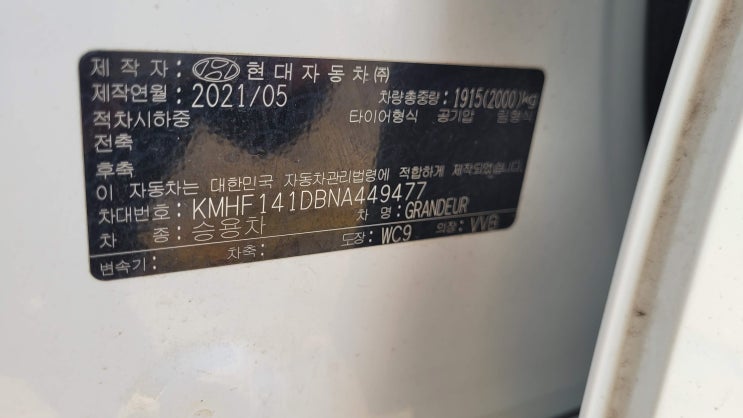 제 작 자: 현대자동차㈜
제작연월: 2021/05 차량총중량: 1915(2000)kg
적차시하중 타이어형식 공기압 림형식
전축
후축
이 자동차는 대한민국 자동차관리법령에 적합하게 제작되었습니다.
차대번호: KMHF141DBNA449477
차 명: GRANDEUR
차 종: 승용차 도장: WC9 의장: VVB
변속기: 차축: